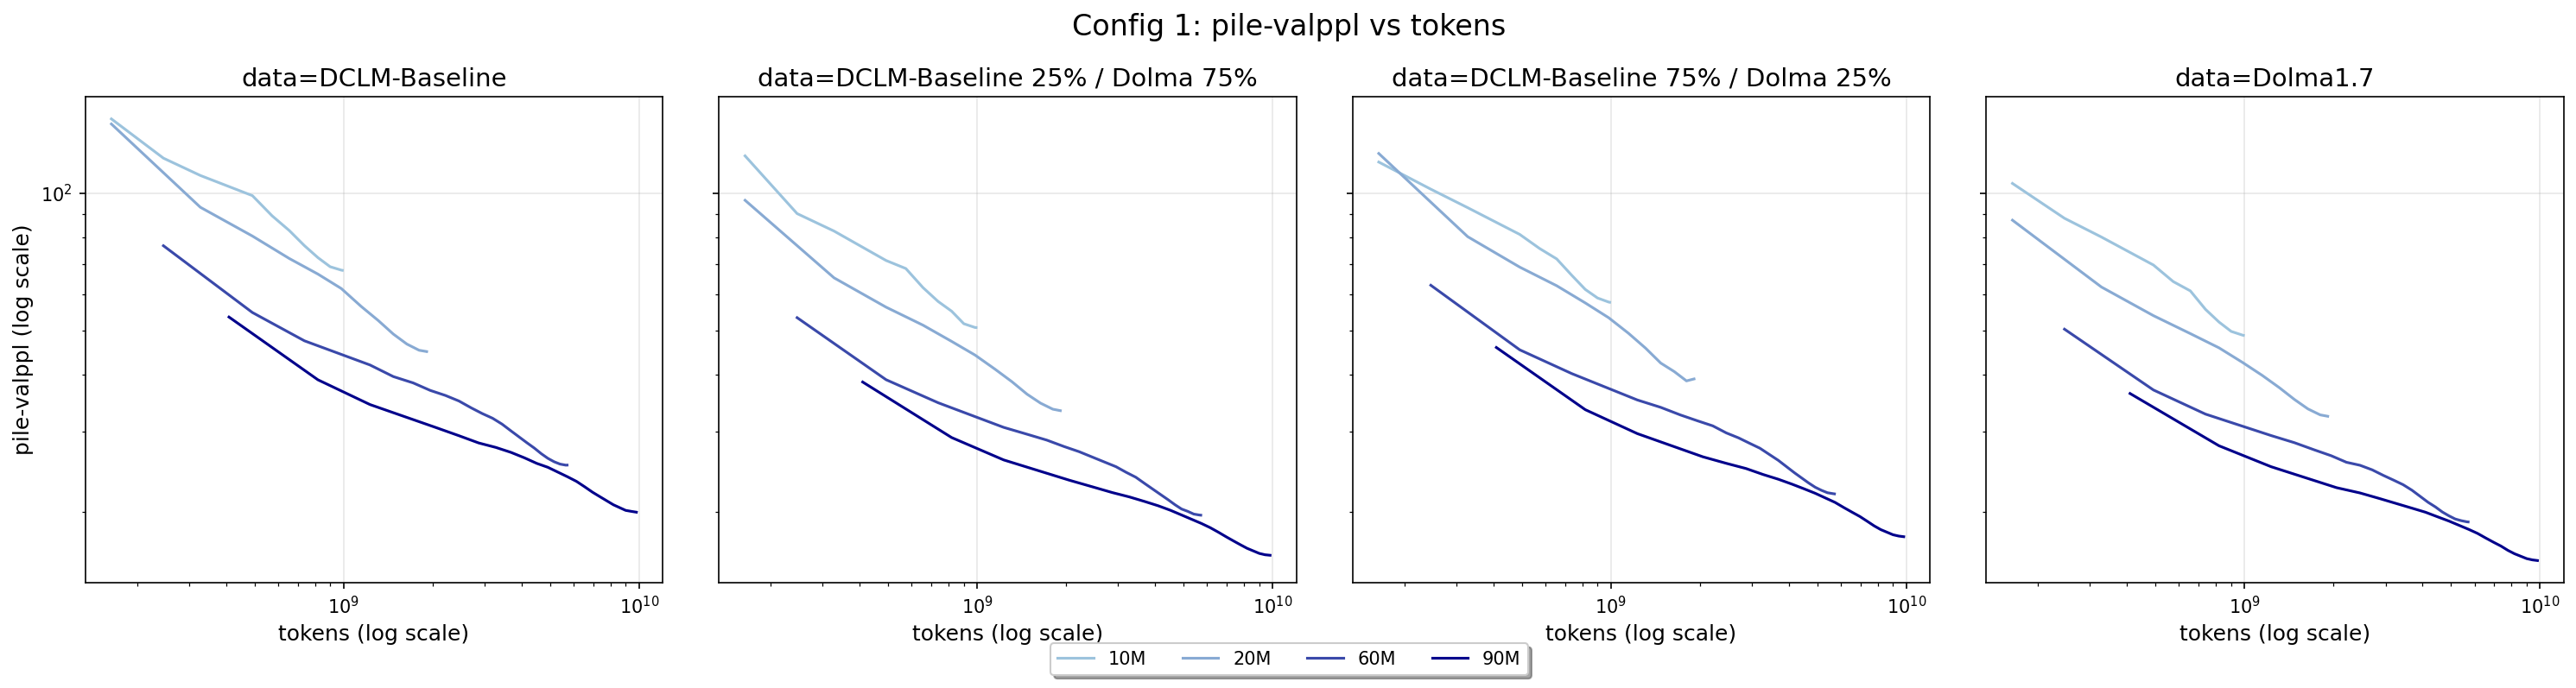 Config 1: pile-valppl vs tokens
data=DCLM-Baseline
data=DCLM-Baseline 25% / Dolma 75%
data=DCLM-Baseline 75% / Dolma 25%
data=Dolma1.7
pile-valppl (log scale)
10²
10⁹ 10¹⁰
10⁹ 10¹⁰
10⁹ 10¹⁰
10⁹ 10¹⁰
tokens (log scale)
tokens (log scale)
tokens (log scale)
tokens (log scale)
10M 20M 60M 90M